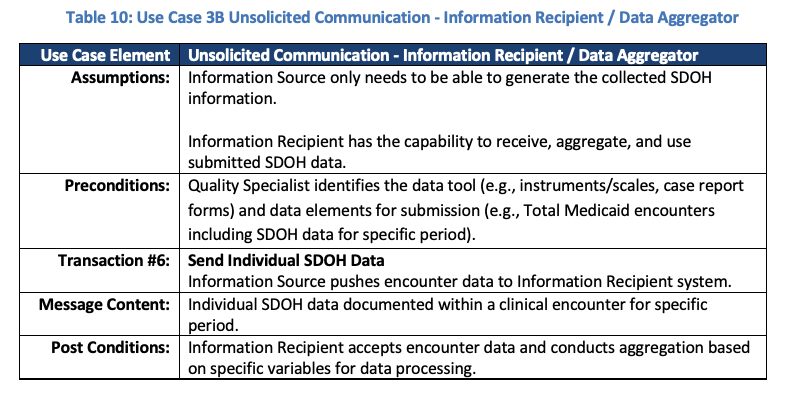 Table 10: Use Case 3B Unsolicited Communication - Information Recipient / Data Aggregator
Use Case Element Unsolicited Communication - Information Recipient / Data Aggregator
Assumptions: Information Source only needs to be able to generate the collected SDOH
information.
Information Recipient has the capability to receive, aggregate, and use
submitted SDOH data.
Preconditions: Quality Specialist identifies the data tool (e.g., instruments/scales, case report
forms) and data elements for submission (e.g., Total Medicaid encounters
including SDOH data for specific period).
Transaction #6: Send Individual SDOH Data
Information Source pushes encounter data to Information Recipient system.
Message Content: Individual SDOH data documented within a clinical encounter for specific
period.
Post Conditions: Information Recipient accepts encounter data and conducts aggregation based
on specific variables for data processing.